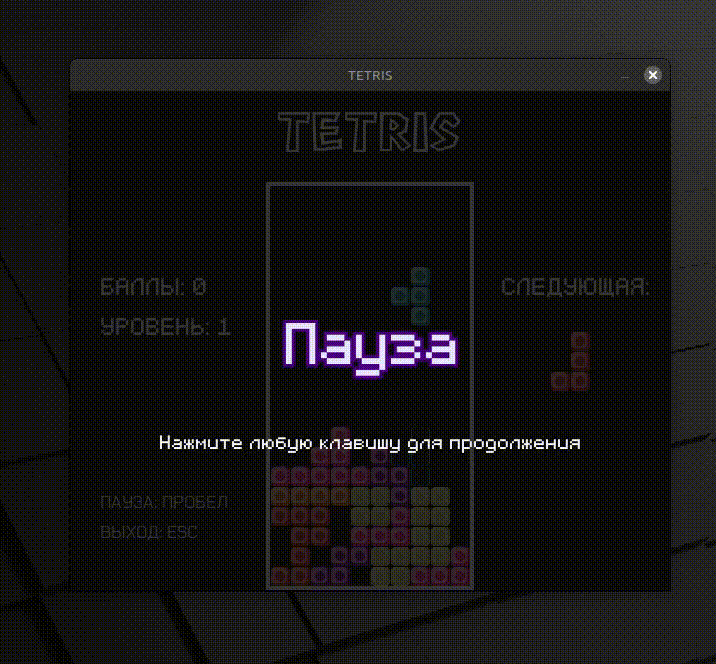 TETRIS
TETRIS
БАЛЛЫ: 0
СЛЕДУЮЩАЯ:
УРОВЕНЬ: 1
Пауза
Нажмите любую клавишу для продолжения
ПАУЗА: ПРОБЕЛ
ВЫХОД: ESC